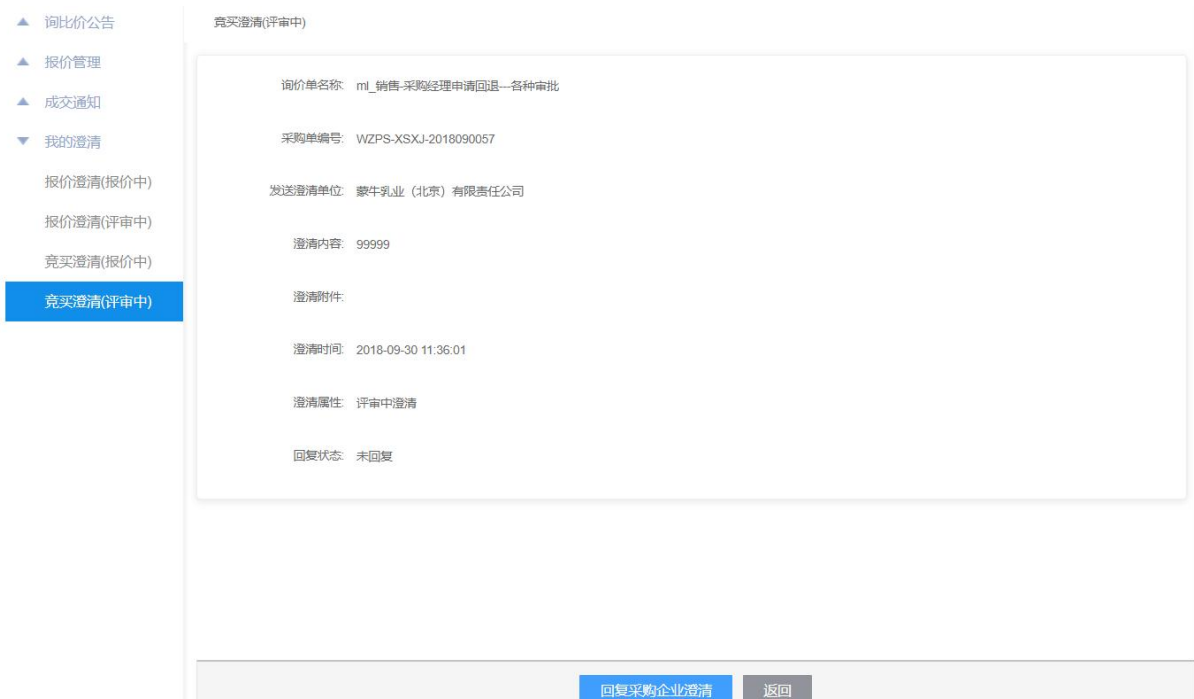 询比价公告
报价管理
成交通知
我的澄清
报价澄清(报价中)
报价澄清(评审中)
竞买澄清(报价中)
竞买澄清(评审中)
竞买澄清(评审中)
询价单名称: ml_销售-采购经理申请回退---各种审批
采购单编号: WZPS-XSXJ-2018090057
发送澄清单位: 蒙牛乳业（北京）有限责任公司
澄清内容: 99999
澄清附件:
澄清时间: 2018-09-30 11:36:01
澄清属性: 评审中澄清
回复状态: 未回复
回复采购企业澄清 返回